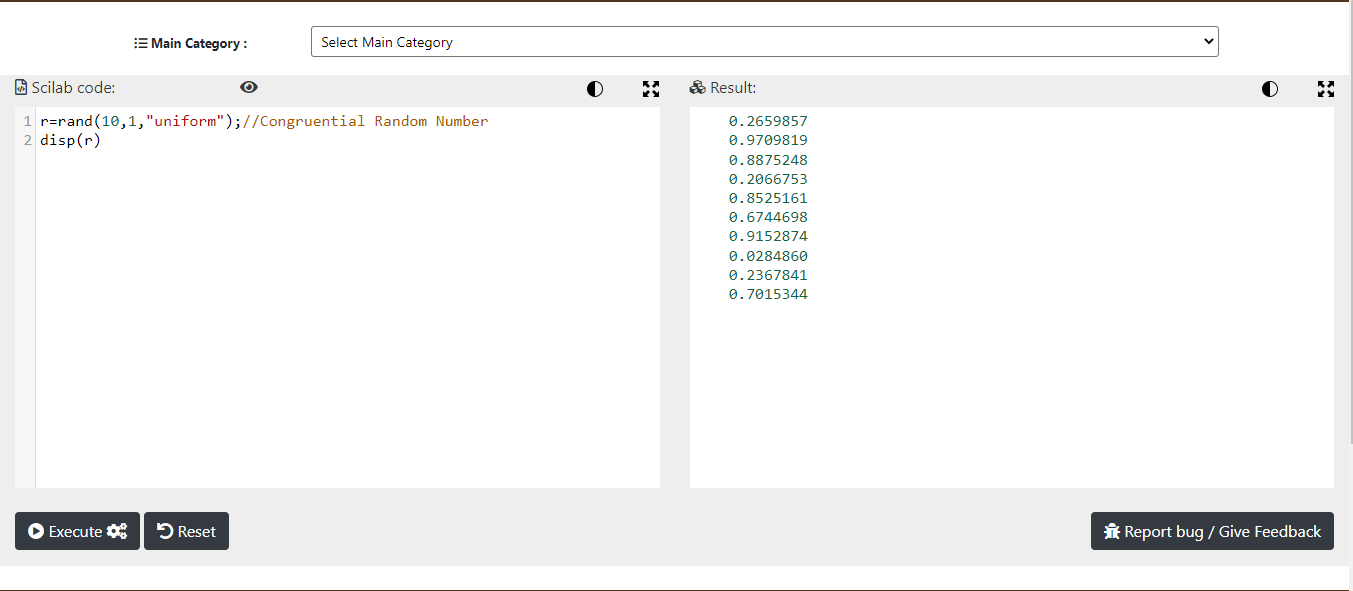 Main Category :
Select Main Category
Scilab code:
Result:
1 r=rand(10,1,"uniform");//Congruential Random Number
2 disp(r)
0.2659857
0.9709819
0.8875248
0.2066753
0.8525161
0.6744698
0.9152874
0.0284860
0.2367841
0.7015344
Execute
Reset
Report bug / Give Feedback